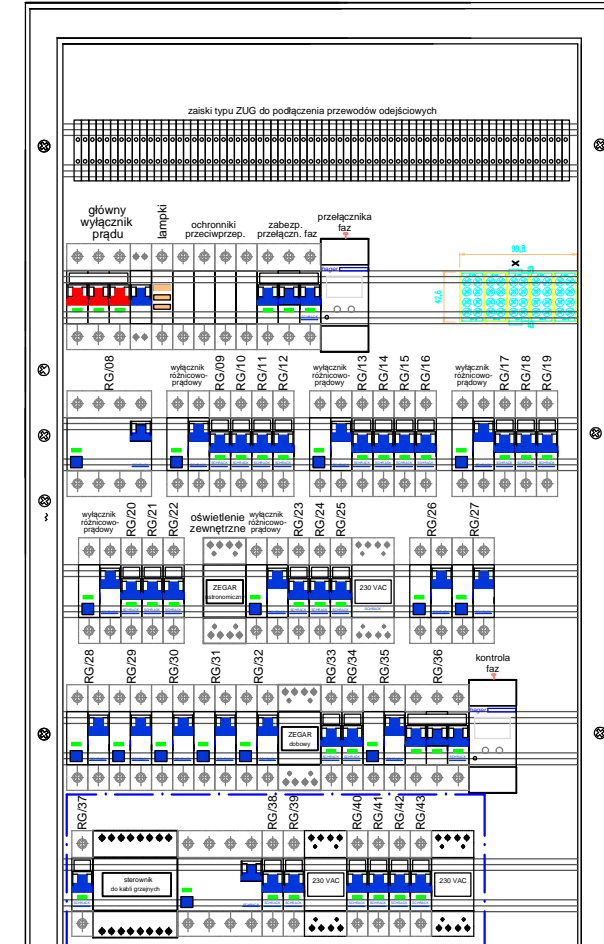 zaiski typu ZUG do podłączenia przewodów odejściowych
główny
wyłącznik
prądu
lampki
ochronniki
przeciwprzep.
zabezp.
przełączn. faz
przełącznika
faz
hager
99,8
42,6
x
RG/08
wyłącznik
różnicowo-
prądowy
RG/09
RG/10
RG/11
RG/12
wyłącznik
różnicowo-
prądowy
RG/13
RG/14
RG/15
RG/16
wyłącznik
różnicowo-
prądowy
RG/17
RG/18
RG/19
wyłącznik
różnicowo-
prądowy
RG/20
RG/21
RG/22
oświetlenie
zewnętrzne
wyłącznik
różnicowo-
prądowy
RG/23
RG/24
RG/25
RG/26
RG/27
ZEGAR
astronomiczny
230 VAC
RG/28
RG/29
RG/30
RG/31
RG/32
RG/33
RG/34
RG/35
RG/36
kontrola
faz
hager
ZEGAR
dobowy
RG/37
RG/38
RG/39
RG/40
RG/41
RG/42
RG/43
sterownik
do kabli grzejnych
230 VAC
230 VAC